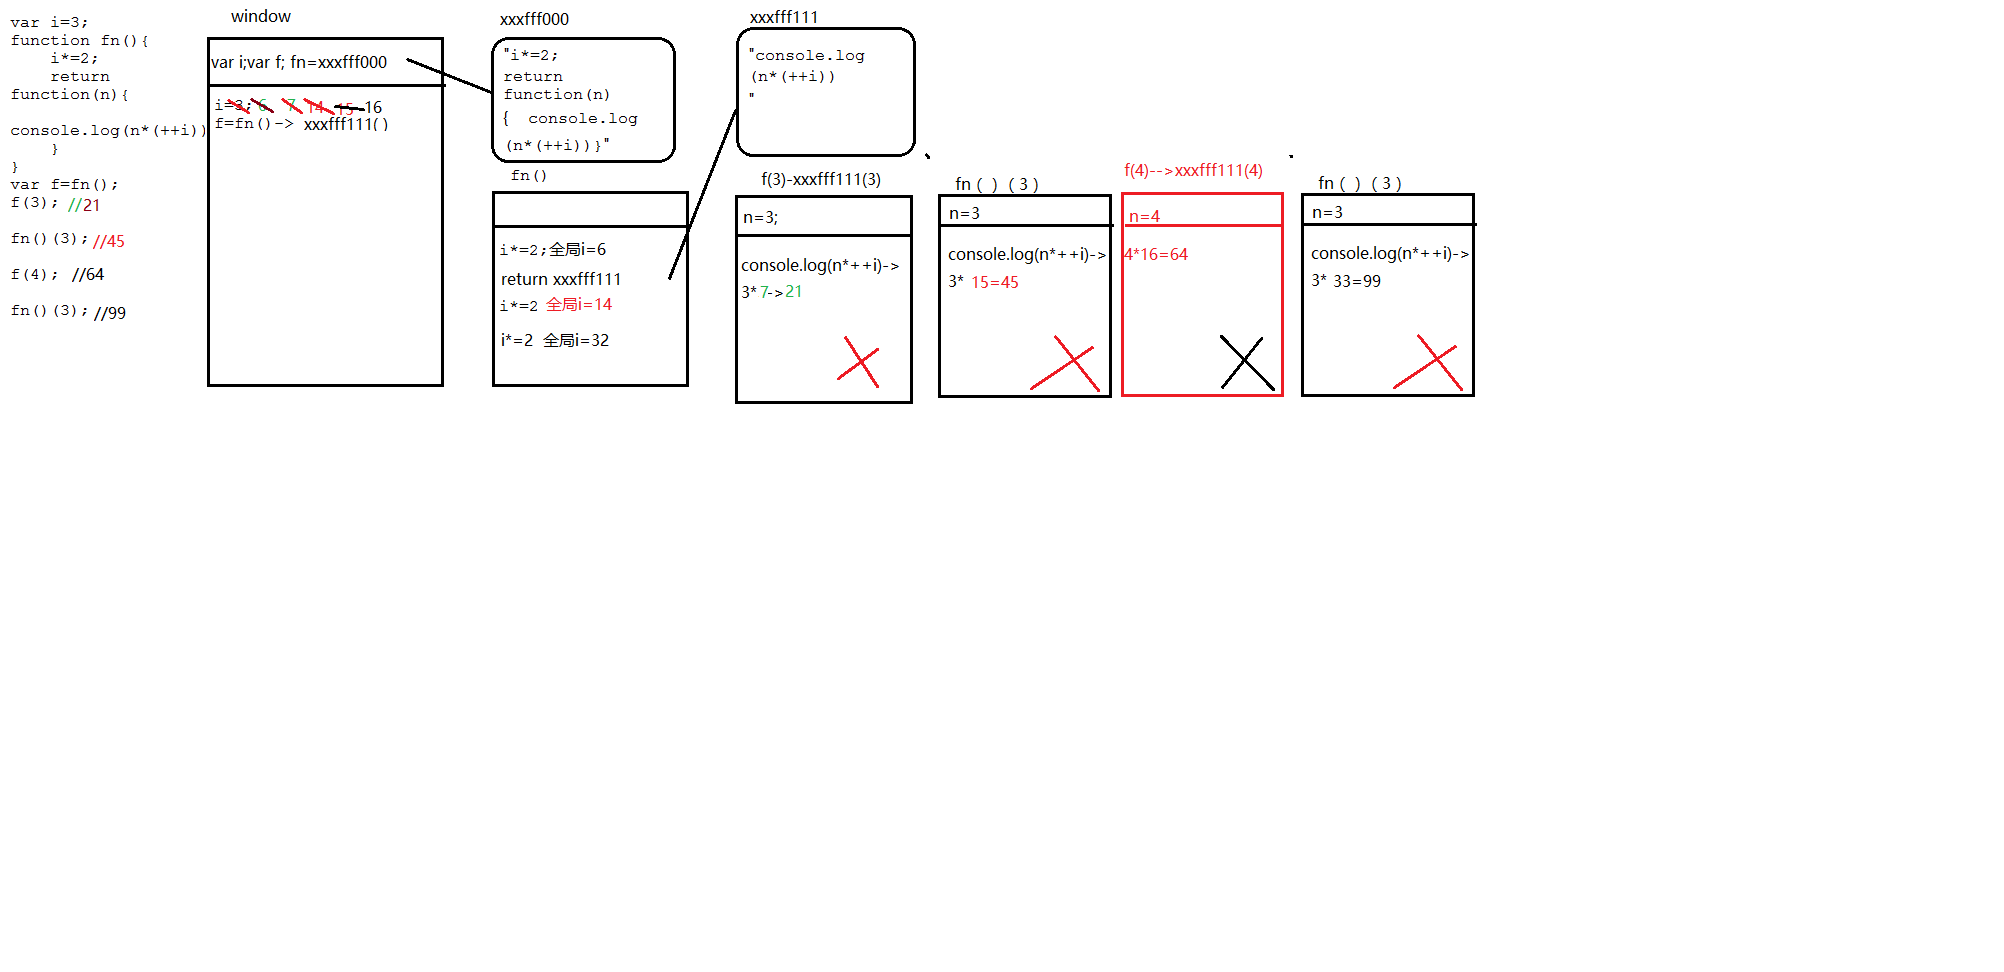 var i=3;
function fn(){
i*=2;
return
function(n){
console.log(n*(++i))
}
}
var f=fn();
f(3); //21
fn()(3); //45
f(4); //64
fn()(3); //99
window
var i;var f; fn=xxxfff000
i=3; 6 7 14 15 16
f=fn()-> xxxfff111()
xxxfff000
"i*=2;
return
function(n)
{ console.log
(n*(++i))}"
fn()
i*=2;全局i=6
return xxxfff111
i*=2 全局i=14
i*=2 全局i=32
xxxfff111
"console.log
(n*(++i))
"
f(3)-xxxfff111(3)
n=3;
console.log(n*++i)->
3*7->21
fn（ ）（3）
n=3
console.log(n*++i)->
3* 15=45
f(4)-->xxxfff111(4)
n=4
4*16=64
fn（ ）（3）
n=3
console.log(n*++i)->
3* 33=99